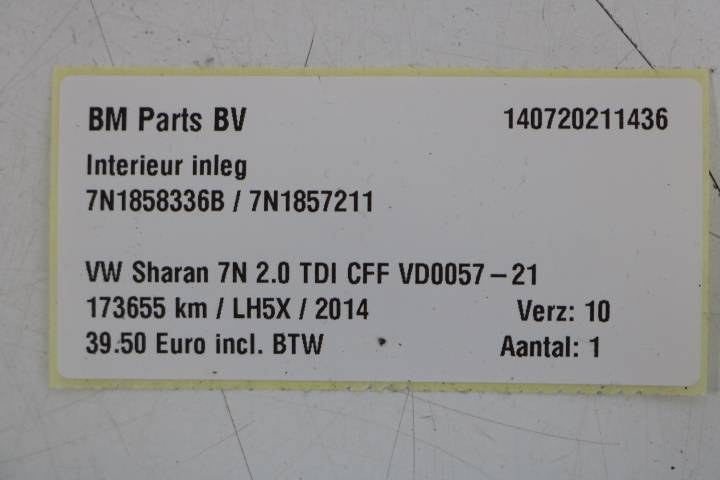 BM Parts BV 140720211436
Interieur inleg
7N1858336B / 7N1857211
VW Sharan 7N 2.0 TDI CFF VD0057-21
173655 km / LH5X / 2014 Verz: 10
39.50 Euro incl. BTW Aantal: 1